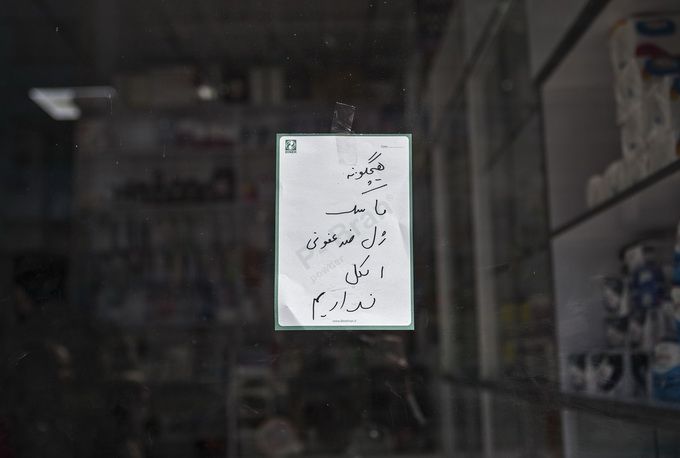 هیچگونه
ماسک
ژل ضدعفونی
الکل
نداریم